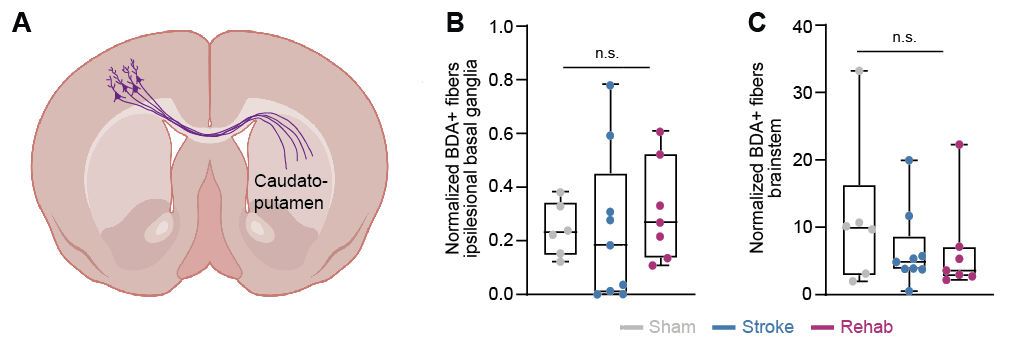 A
Caudato-
putamen
B
Normalized BDA+ fibers
ipsilesional basal ganglia
1.0
0.8
0.6
0.4
0.2
0.0
n.s.
C
Normalized BDA+ fibers
brainstem
40
30
20
10
0
n.s.
Sham
Stroke
Rehab